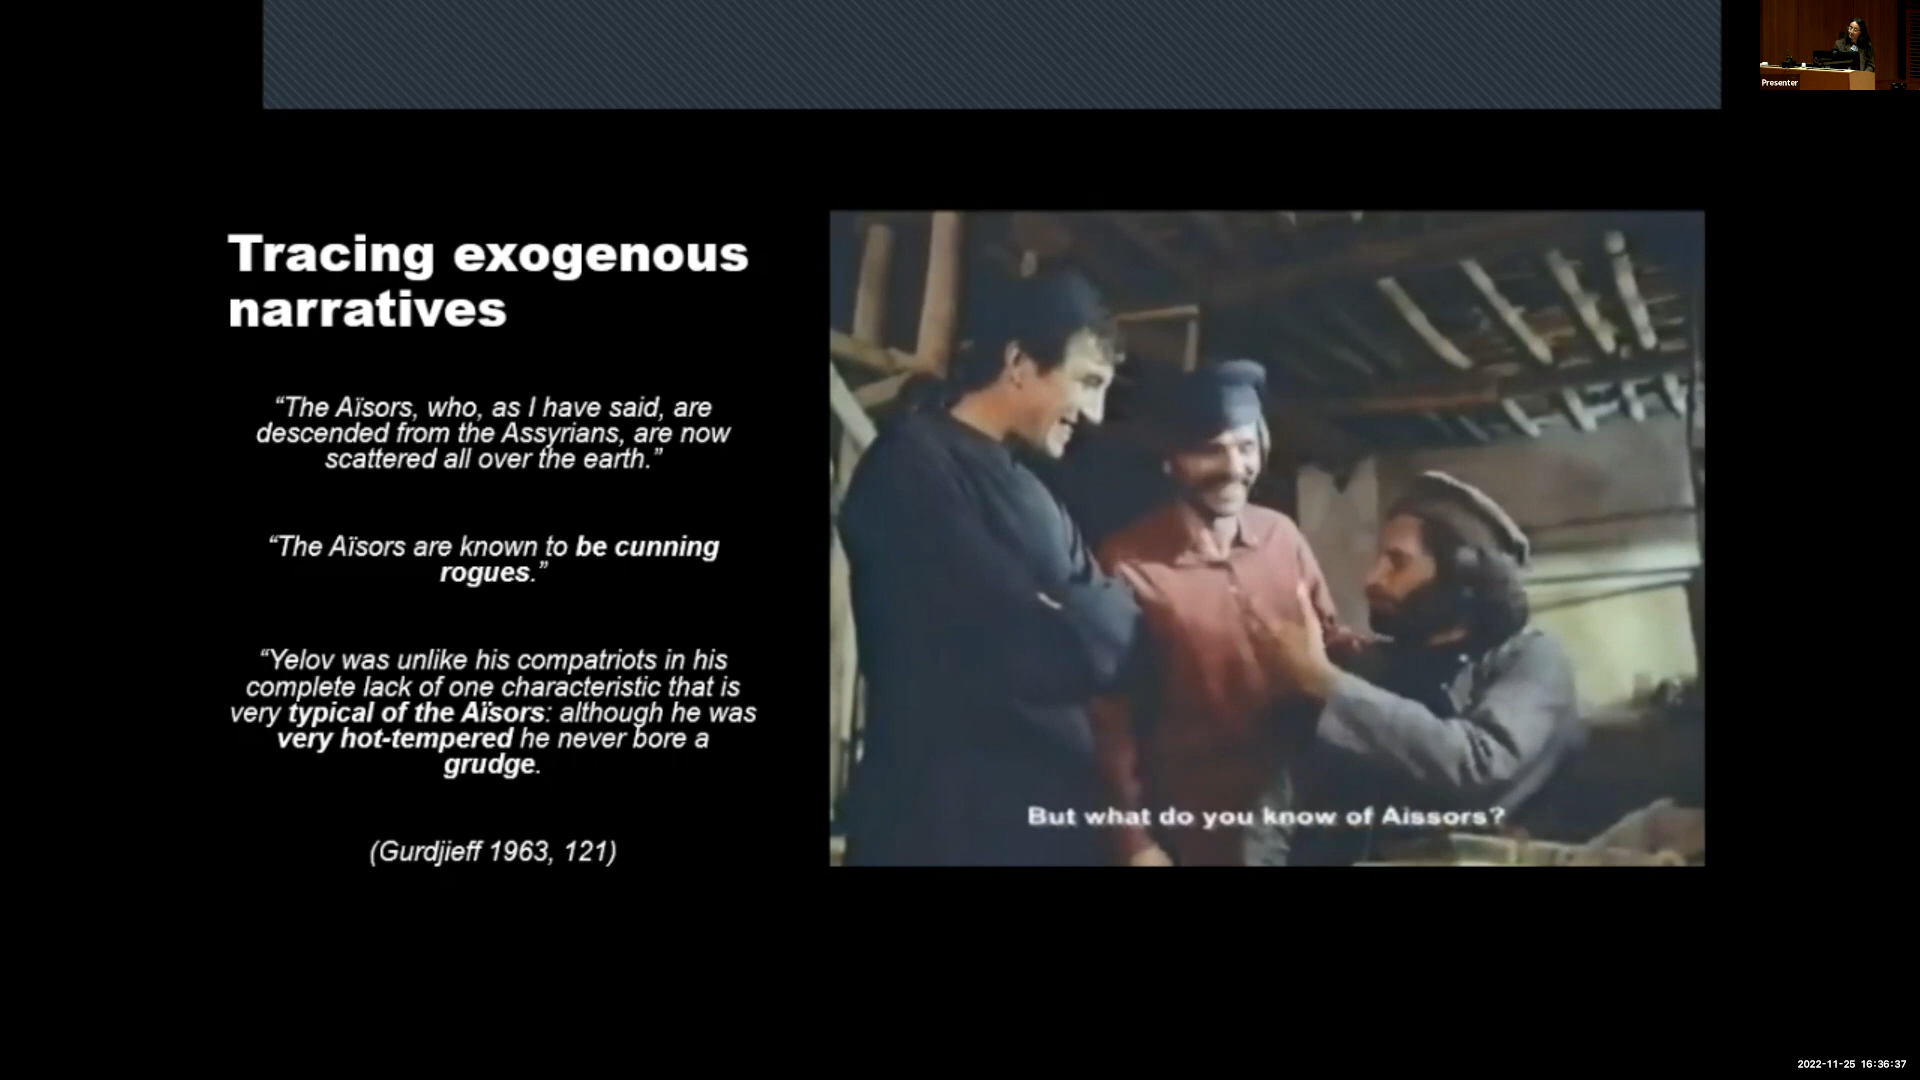 Presenter
Tracing exogenous
narratives
“The Aïsors, who, as I have said, are
descended from the Assyrians, are now
scattered all over the earth.”
“The Aïsors are known to be cunning
rogues.”
“Yelov was unlike his compatriots in his
complete lack of one characteristic that is
very typical of the Aïsors: although he was
very hot-tempered he never bore a
grudge.
(Gurdjieff 1963, 121)
But what do you know of Aissors?
2022-11-25 16:36:37